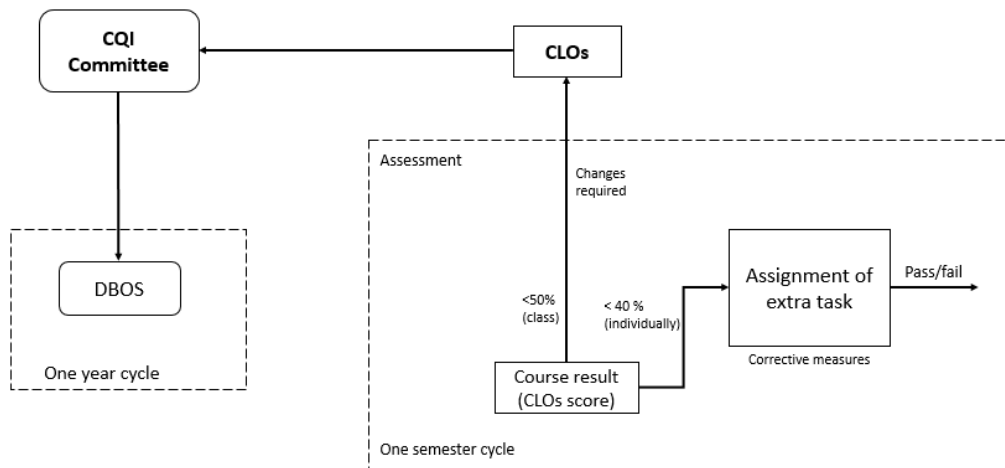 CQI
Committee
CLOs
Assessment
Changes
required
DBOS
One year cycle
<50%
(class)
< 40 %
(individually)
Assignment of
extra task
Pass/fail
Corrective measures
Course result
(CLOs score)
One semester cycle